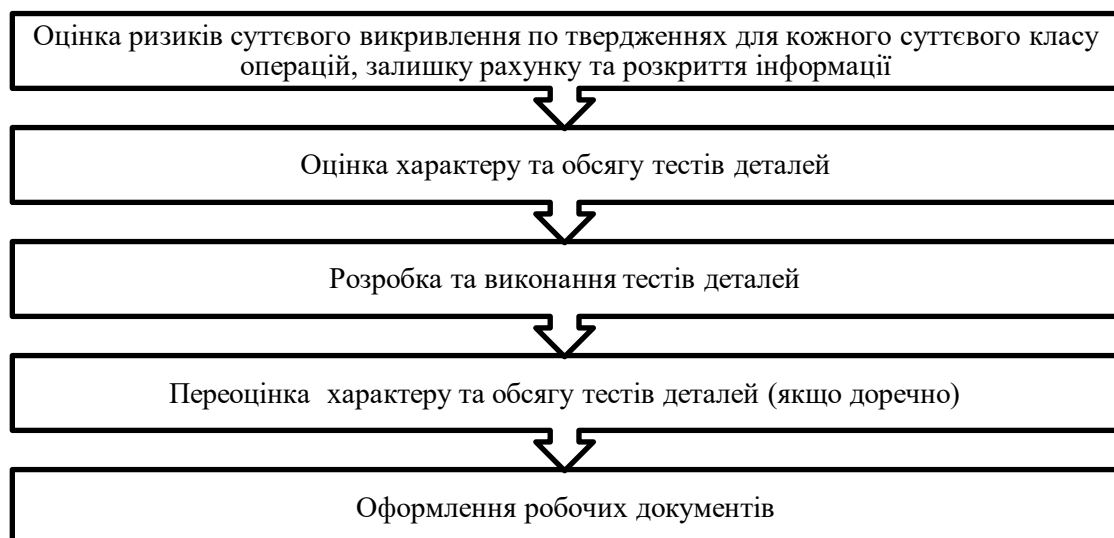 Оцінка ризиків суттєвого викривлення по твердженнях для кожного суттєвого класу
операцій, залишку рахунку та розкриття інформації
Оцінка характеру та обсягу тестів деталей
Розробка та виконання тестів деталей
Переоцінка характеру та обсягу тестів деталей (якщо доречно)
Оформлення робочих документів